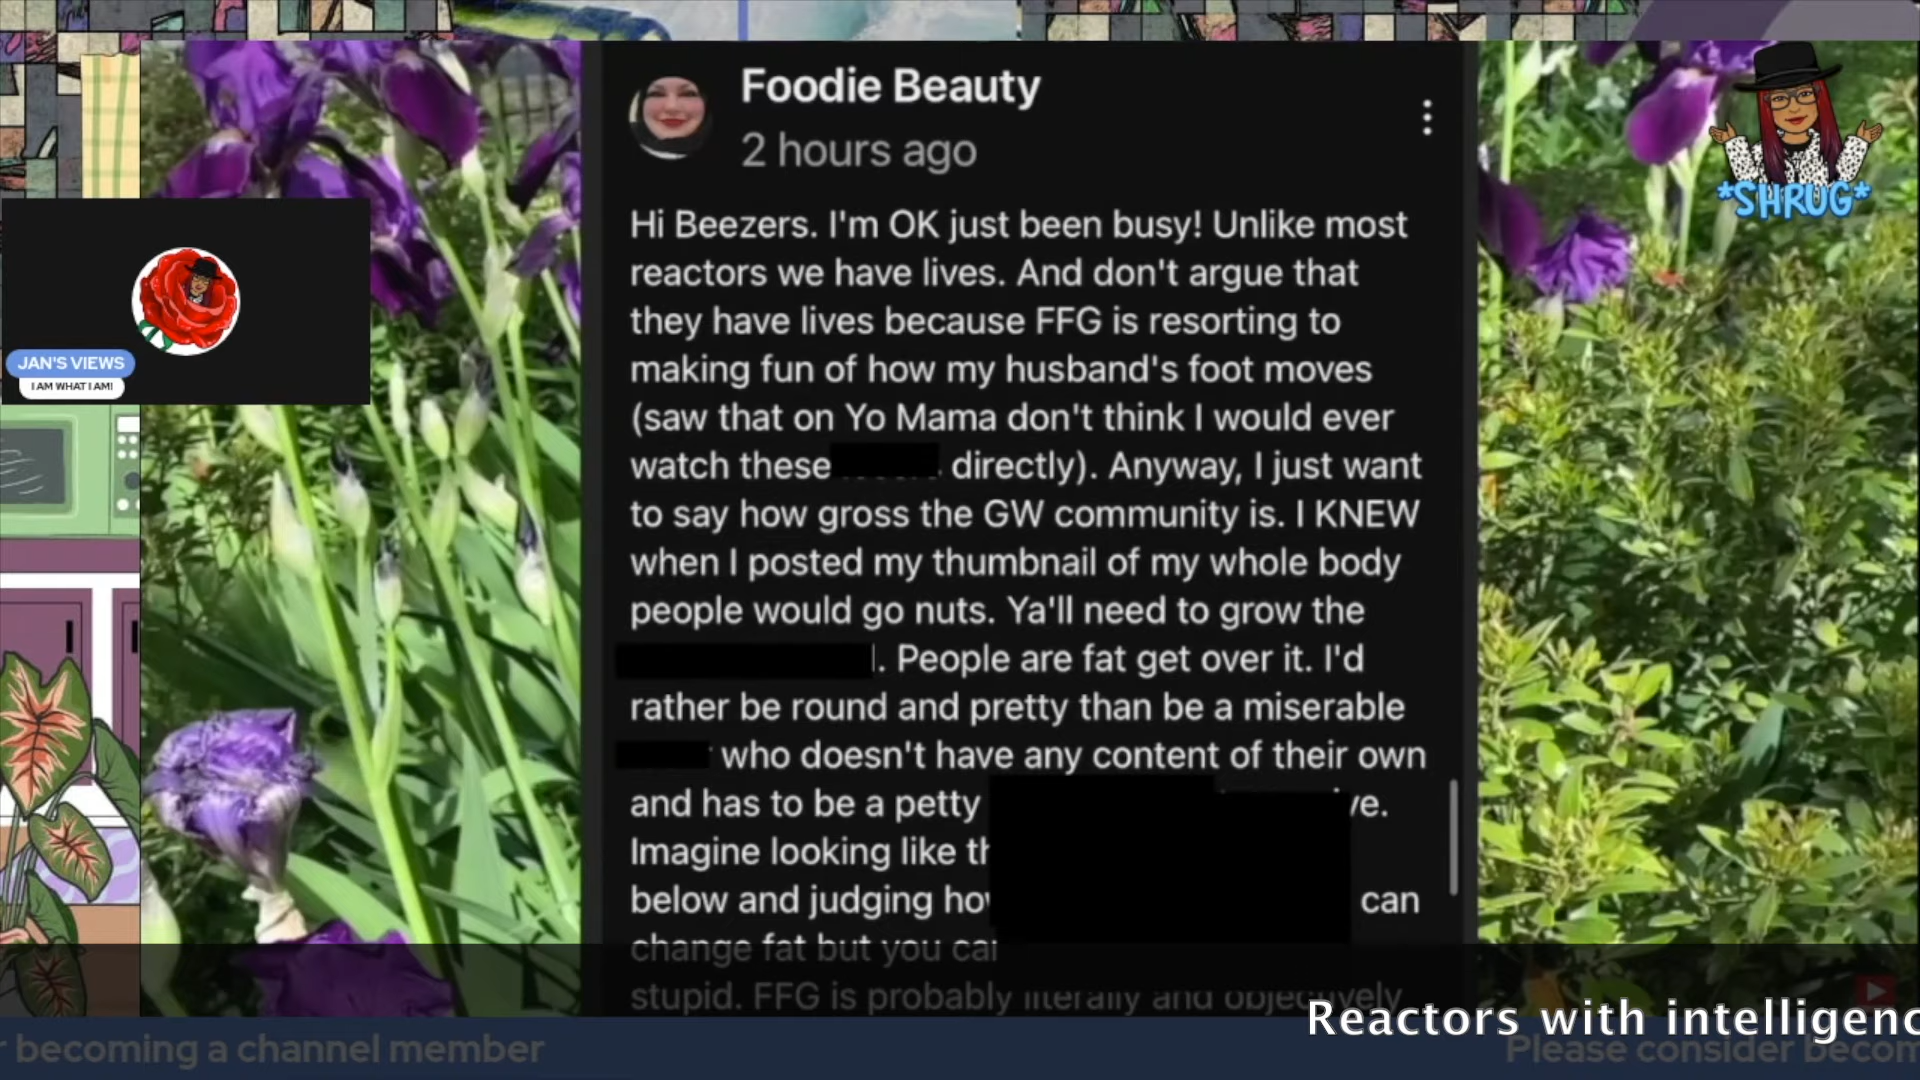 Foodie Beauty
2 hours ago
*SHRUG*
Hi Beezers. I'm OK just been busy! Unlike most
reactors we have lives. And don't argue that
they have lives because FFG is resorting to
making fun of how my husband's foot moves
(saw that on Yo Mama don't think I would ever
watch these directly). Anyway, I just want
to say how gross the GW community is. I KNEW
when I posted my thumbnail of my whole body
people would go nuts. Ya'll need to grow the
. People are fat get over it. I'd
rather be round and pretty than be a miserable
who doesn't have any content of their own
and has to be a petty
Imagine looking like
below and judging can
change fat but you
stupid. FFG is probably literally and objectively
JAN'S VIEWS
I AM WHAT I AM!
Reactors with
becoming a channel member
Please consider